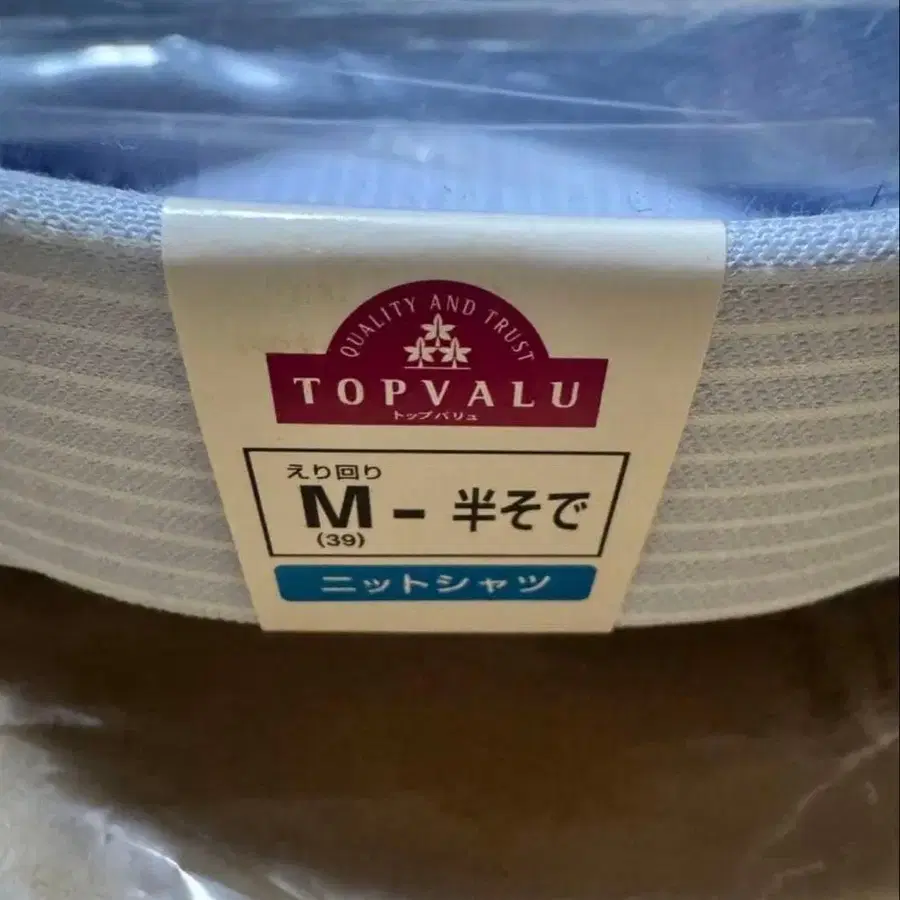 QUALITY AND TRUST
TOPVALU
トップバリュ
えり回り
M - 半そで
(39)
ニットシャツ